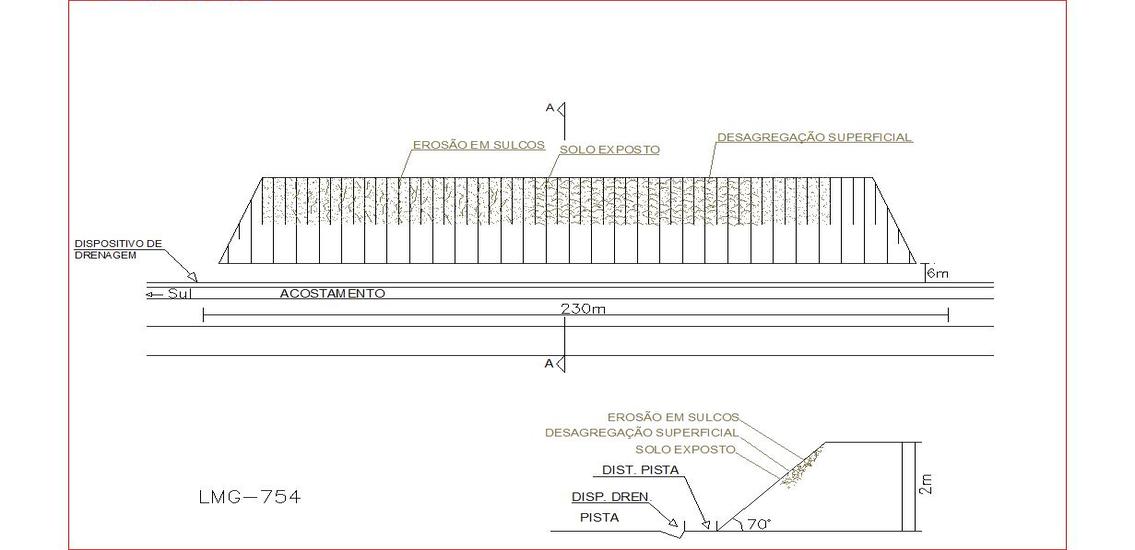 A
EROSÃO EM SULCOS
SOLO EXPOSTO
DESAGREGAÇÃO SUPERFICIAL
DISPOSITIVO DE
DRENAGEM
6m
Sul
ACOSTAMENTO
230m
A
EROSÃO EM SULCOS
DESAGREGAÇÃO SUPERFICIAL
SOLO EXPOSTO
DIST. PISTA
DISP. DREN.
PISTA
70°
2m
LMG-754